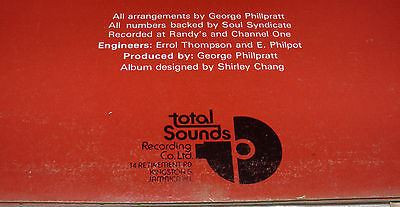 All arrangements by George Phillpratt
All numbers backed by Soul Syndicate
Recorded at Randy's and Channel One
Engineers: Errol Thompson and E. Philpot
Produced by: George Phillpratt
Album designed by Shirley Chang
total
Sounds
Recording
Co. Ltd.
14 RETIREMENT RD
KINGSTON 5
JAMAICA W.I.